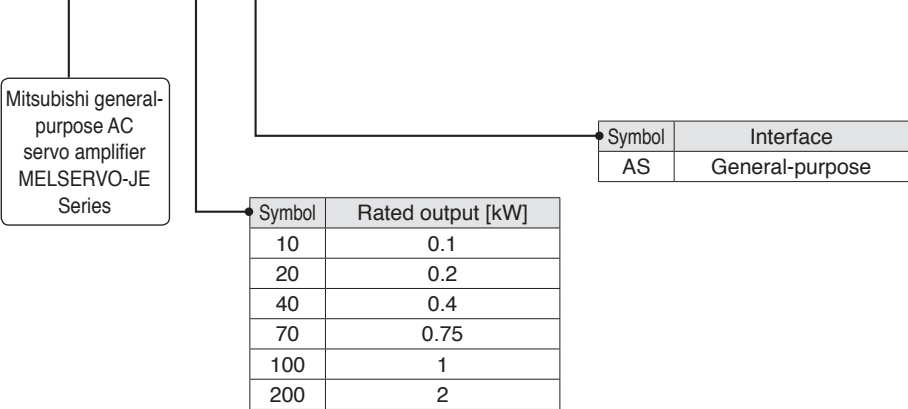 Mitsubishi general-
purpose AC
servo amplifier
MELSERVO-JE
Series
Symbol Interface
AS General-purpose
Symbol Rated output [kW]
10 0.1
20 0.2
40 0.4
70 0.75
100 1
200 2